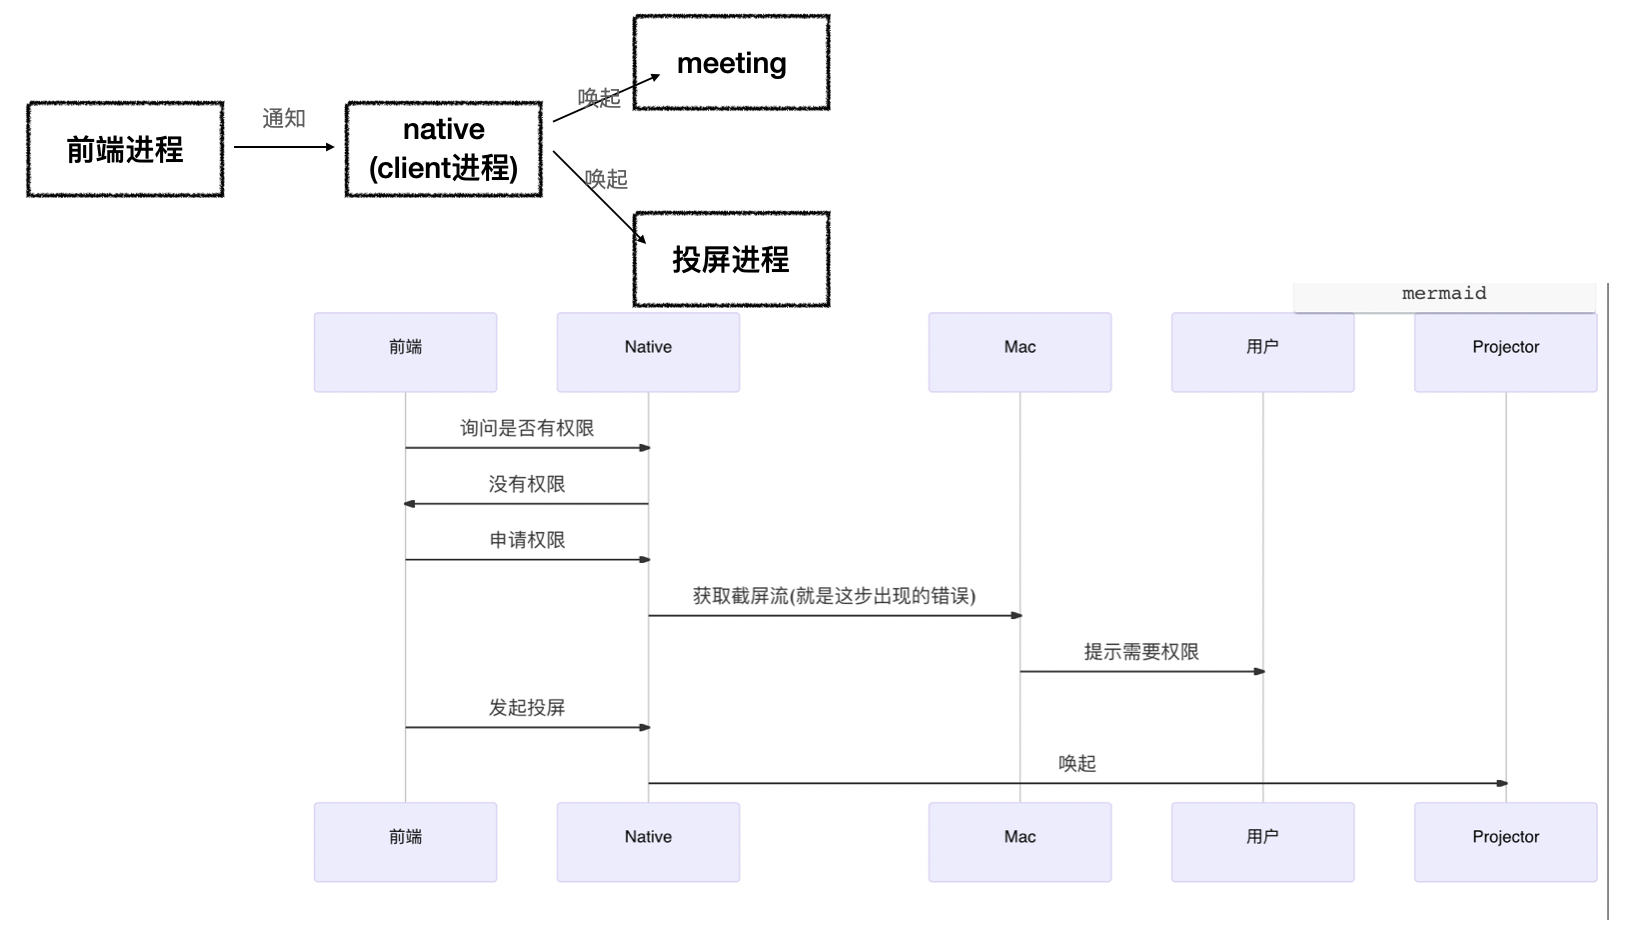 meeting
唤起
通知
前端进程
native
(client进程)
唤起
投屏进程
mermaid
前端
Native
Mac
用户
Projector
询问是否有权限
没有权限
申请权限
获取截屏流(就是这步出现的错误)
提示需要权限
发起投屏
唤起
前端
Native
Mac
用户
Projector